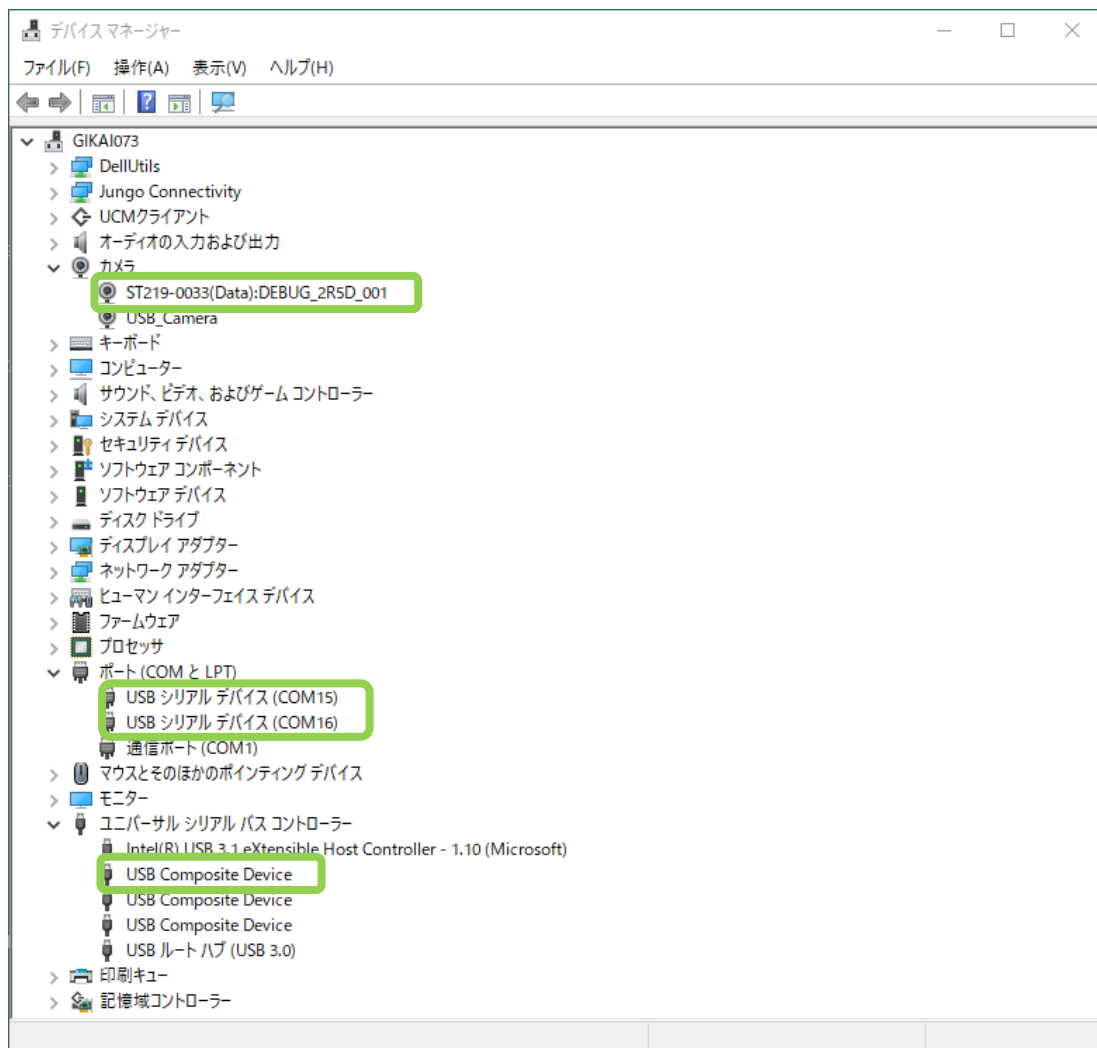 デバイス マネージャー
ファイル(F) 操作(A) 表示(V) ヘルプ(H)
GIKAI073
DellUtils
Jungo Connectivity
UCMクライアント
オーディオの入力および出力
カメラ
ST219-0033(Data):DEBUG_2R5D_001
USB_Camera
キーボード
コンピューター
サウンド、ビデオ、およびゲーム コントローラー
システム デバイス
セキュリティ デバイス
ソフトウェア コンポーネント
ソフトウェア デバイス
ディスク ドライブ
ディスプレイ アダプター
ネットワーク アダプター
ヒューマン インターフェイス デバイス
ファームウェア
プロセッサ
ポート (COM と LPT)
USB シリアル デバイス (COM15)
USB シリアル デバイス (COM16)
通信ポート (COM1)
マウスとそのほかのポインティング デバイス
モニター
ユニバーサル シリアル バス コントローラー
Intel(R) USB 3.1 eXtensible Host Controller - 1.10 (Microsoft)
USB Composite Device
USB Composite Device
USB Composite Device
USB ルート ハブ (USB 3.0)
印刷キュー
記憶域コントローラー